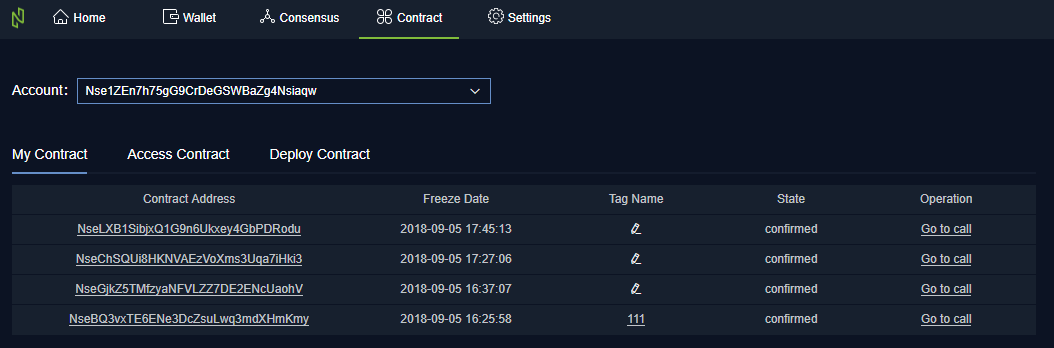 Home Wallet Consensus Contract Settings
Account: Nse1ZEn7h75gG9CrDeGSWBaZg4Nsiaqw
My Contract Access Contract Deploy Contract
Contract Address Freeze Date Tag Name State Operation
NseLXB1SibjxQ1G9n6Ukxey4GbPDRodu 2018-09-05 17:45:13 confirmed Go to call
NseChSQUi8HKNVAEzVoXms3Uqa7iHki3 2018-09-05 17:27:06 confirmed Go to call
NseGjkZ5TMfzyaNFVLZZ7DE2ENcUaohV 2018-09-05 16:37:07 confirmed Go to call
NseBQ3vxTE6ENe3DcZsuLwq3mdXHmKmy 2018-09-05 16:25:58 111 confirmed Go to call